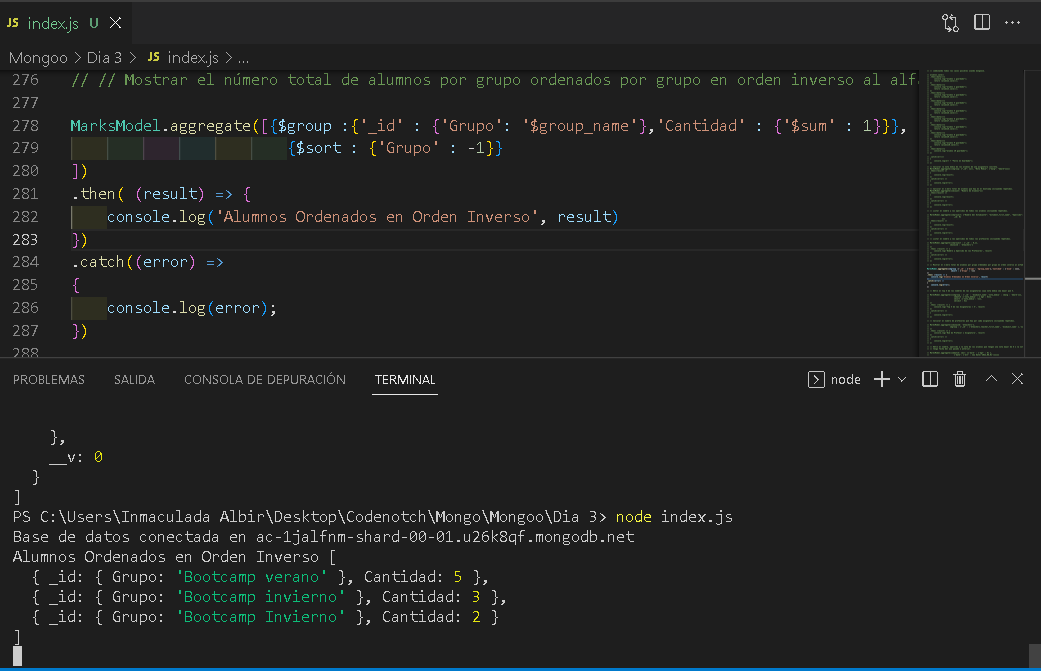 JS index.js U
Mongoo > Dia 3 > JS index.js > ...
276 // // Mostrar el número total de alumnos por grupo ordenados por grupo en orden inverso al alf
277
278 MarksModel.aggregate([{$group :{'_id' : {'Grupo': '$group_name'},'Cantidad' : {'$sum' : 1}}},
279 {$sort : {'Grupo' : -1}}
280 ])
281 .then( (result) => {
282 console.log('Alumnos Ordenados en Orden Inverso', result)
283 })
284 .catch((error) =>
285 {
286 console.log(error);
287 })
288
PROBLEMAS SALIDA CONSOLA DE DEPURACIÓN TERMINAL node
},
__v: 0
}
]
PS C:\Users\Inmaculada Albir\Desktop\Codenotch\Mongo\Mongoo\Dia 3> node index.js
Base de datos conectada en ac-1jalfnm-shard-00-01.u26k8qf.mongodb.net
Alumnos Ordenados en Orden Inverso [
{ _id: { Grupo: 'Bootcamp verano' }, Cantidad: 5 },
{ _id: { Grupo: 'Bootcamp invierno' }, Cantidad: 3 },
{ _id: { Grupo: 'Bootcamp Invierno' }, Cantidad: 2 }
]